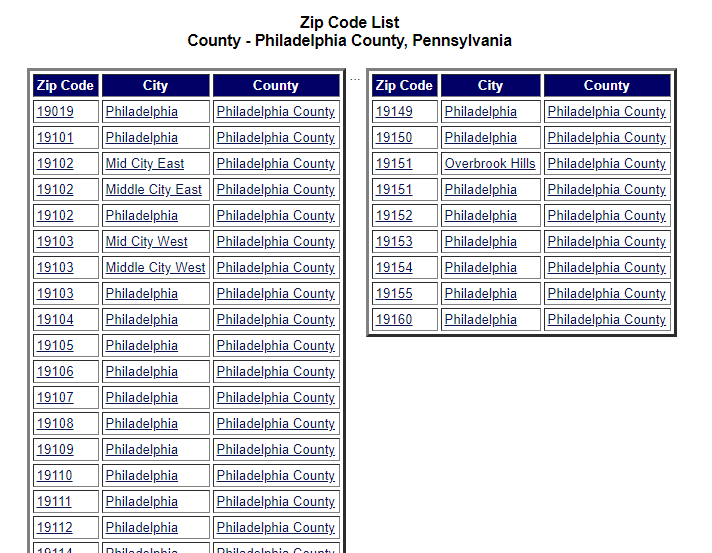 Zip Code List
County - Philadelphia County, Pennsylvania
Zip Code City County
19019 Philadelphia Philadelphia County
19101 Philadelphia Philadelphia County
19102 Mid City East Philadelphia County
19102 Middle City East Philadelphia County
19102 Philadelphia Philadelphia County
19103 Mid City West Philadelphia County
19103 Middle City West Philadelphia County
19103 Philadelphia Philadelphia County
19104 Philadelphia Philadelphia County
19105 Philadelphia Philadelphia County
19106 Philadelphia Philadelphia County
19107 Philadelphia Philadelphia County
19108 Philadelphia Philadelphia County
19109 Philadelphia Philadelphia County
19110 Philadelphia Philadelphia County
19111 Philadelphia Philadelphia County
19112 Philadelphia Philadelphia County
19114 Philadelphia Philadelphia County
...
Zip Code City County
19149 Philadelphia Philadelphia County
19150 Philadelphia Philadelphia County
19151 Overbrook Hills Philadelphia County
19151 Philadelphia Philadelphia County
19152 Philadelphia Philadelphia County
19153 Philadelphia Philadelphia County
19154 Philadelphia Philadelphia County
19155 Philadelphia Philadelphia County
19160 Philadelphia Philadelphia County